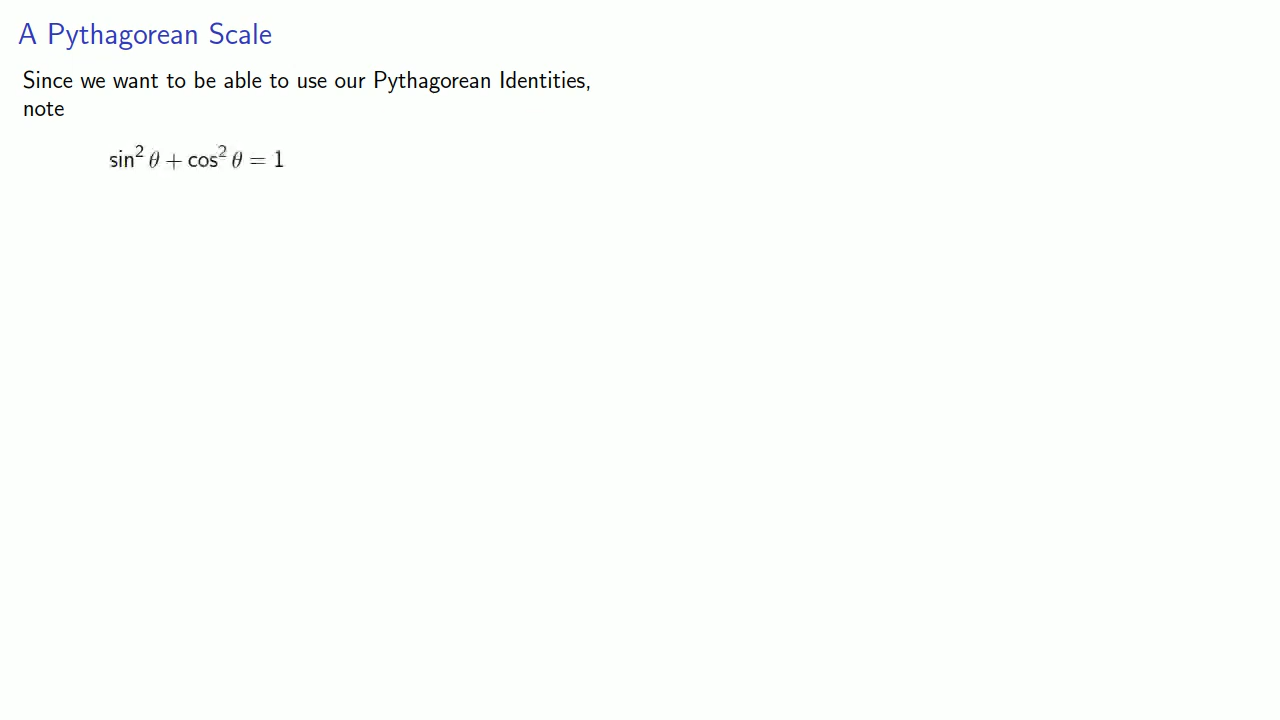 A Pythagorean Scale
Since we want to be able to use our Pythagorean Identities,
note
sin² θ + cos² θ = 1